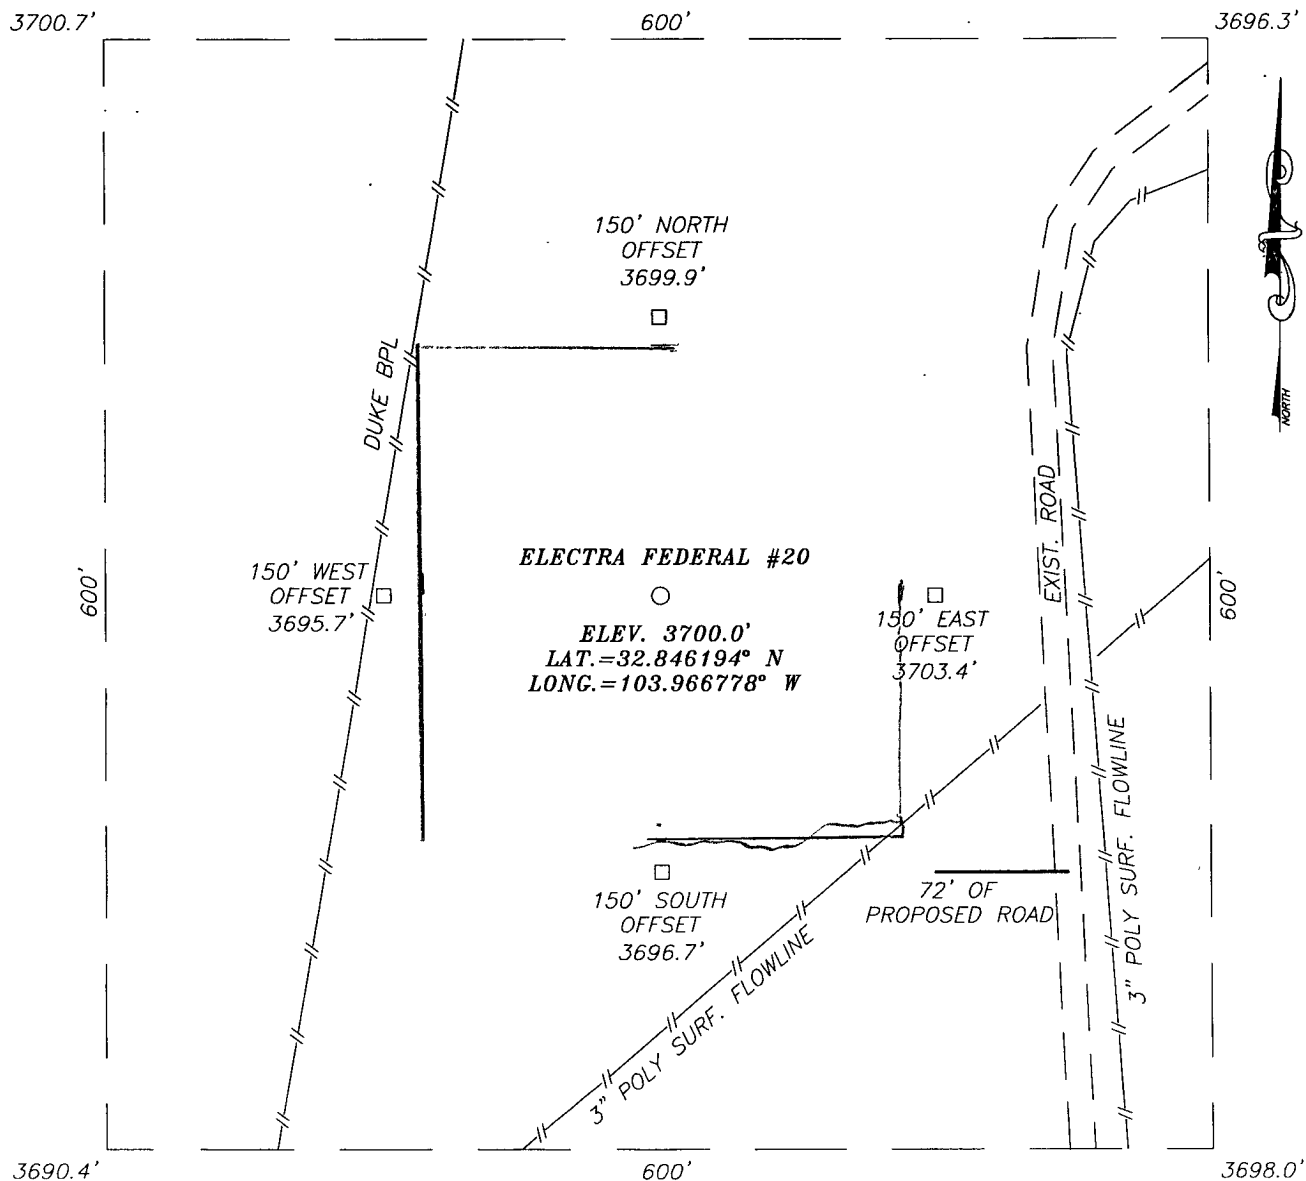 3700.7'
600'
3696.3'
150' NORTH
OFFSET
3699.9'
NORTH
DUKE BPL
EXIST. ROAD
ELECTRA FEDERAL #20
150' WEST
OFFSET
3695.7'
600'
600'
ELEV. 3700.0'
LAT.=32.846194° N
LONG.=103.966778° W
150' EAST
OFFSET
3703.4'
3" POLY SURF. FLOWLINE
150' SOUTH
OFFSET
3696.7'
72' OF
PROPOSED ROAD
3" POLY SURF. FLOWLINE
3690.4'
600'
3698.0'